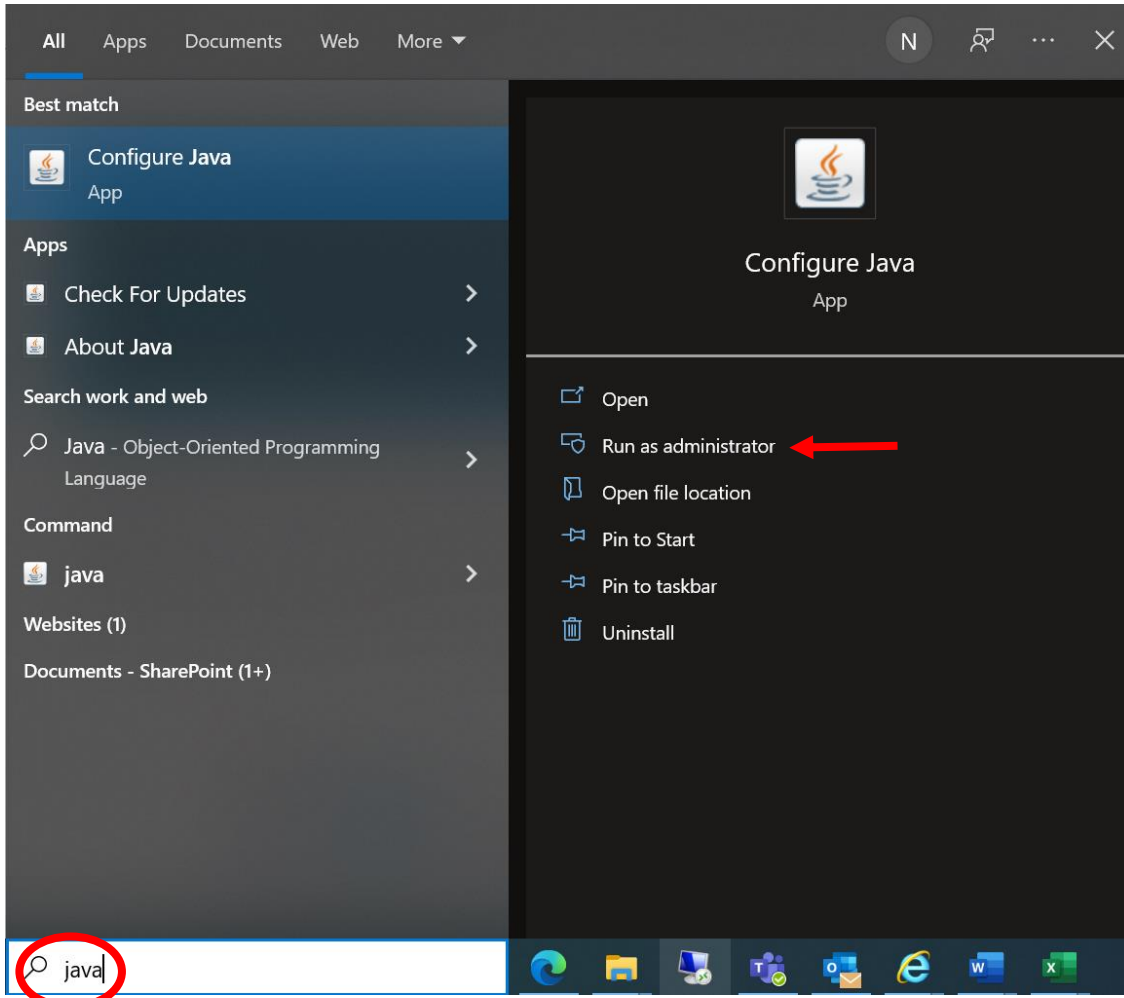 All Apps Documents Web More N ...
Best match
Configure Java
App
Apps
Check For Updates
About Java
Search work and web
Java - Object-Oriented Programming
Language
Command
java
Websites (1)
Documents - SharePoint (1+)
java
Configure Java
App
Open
Run as administrator
Open file location
Pin to Start
Pin to taskbar
Uninstall
T O W X